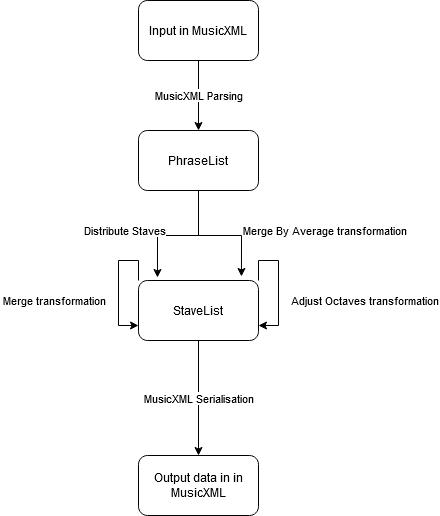 Input in MusicXML
MusicXML Parsing
PhraseList
Distribute Staves
Merge By Average transformation
Merge transformation
StaveList
Adjust Octaves transformation
MusicXML Serialisation
Output data in in
MusicXML